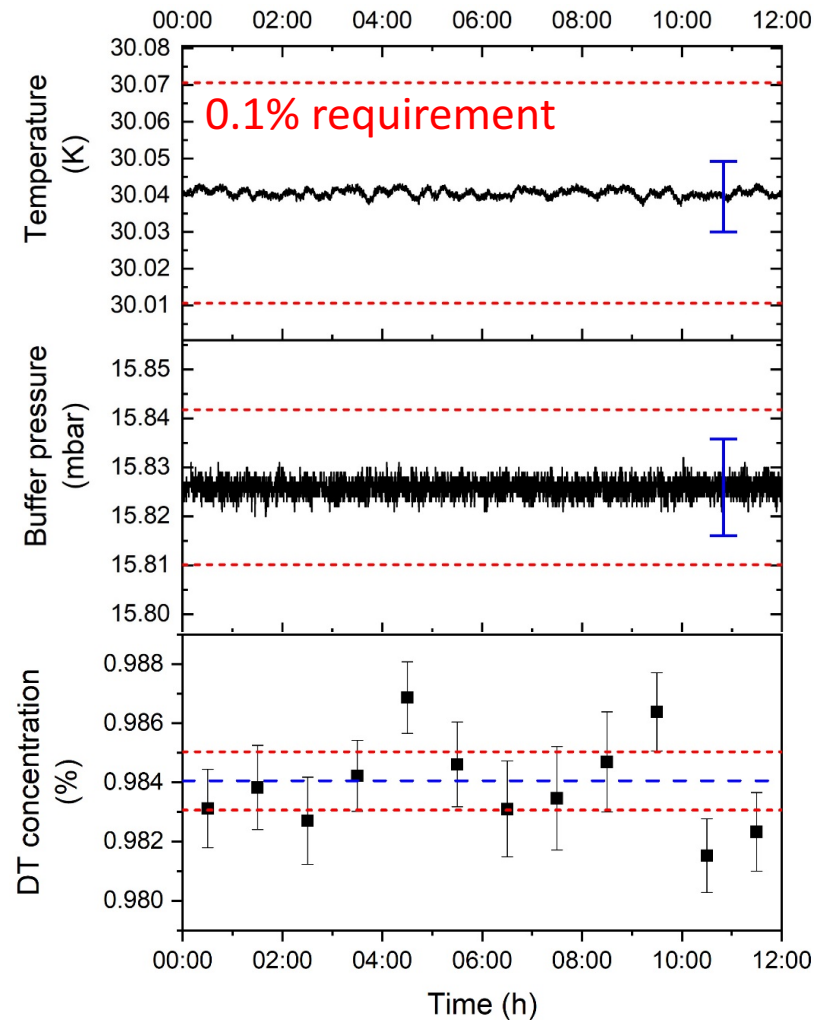 00:00 02:00 04:00 06:00 08:00 10:00 12:00
30.08
30.07
30.06
30.05
30.04
30.03
30.02
30.01
Temperature
(K)
0.1% requirement
15.85
15.84
15.83
15.82
15.81
15.80
Buffer pressure
(mbar)
0.988
0.986
0.984
0.982
0.980
DT concentration
(%)
00:00 02:00 04:00 06:00 08:00 10:00 12:00
Time (h)